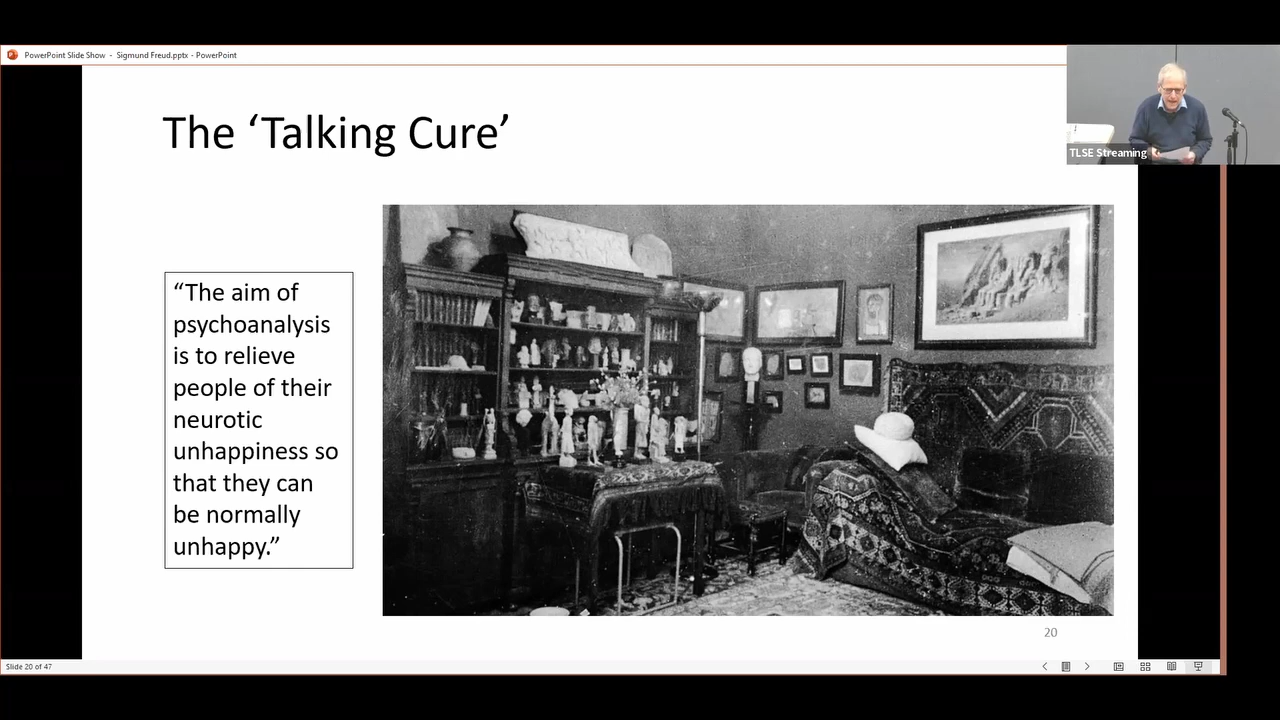 PowerPoint Slide Show - Sigmund Freud.pptx - PowerPoint
TLSE Streaming
The ‘Talking Cure’
“The aim of
psychoanalysis
is to relieve
people of their
neurotic
unhappiness so
that they can
be normally
unhappy.”
20
Slide 20 of 47